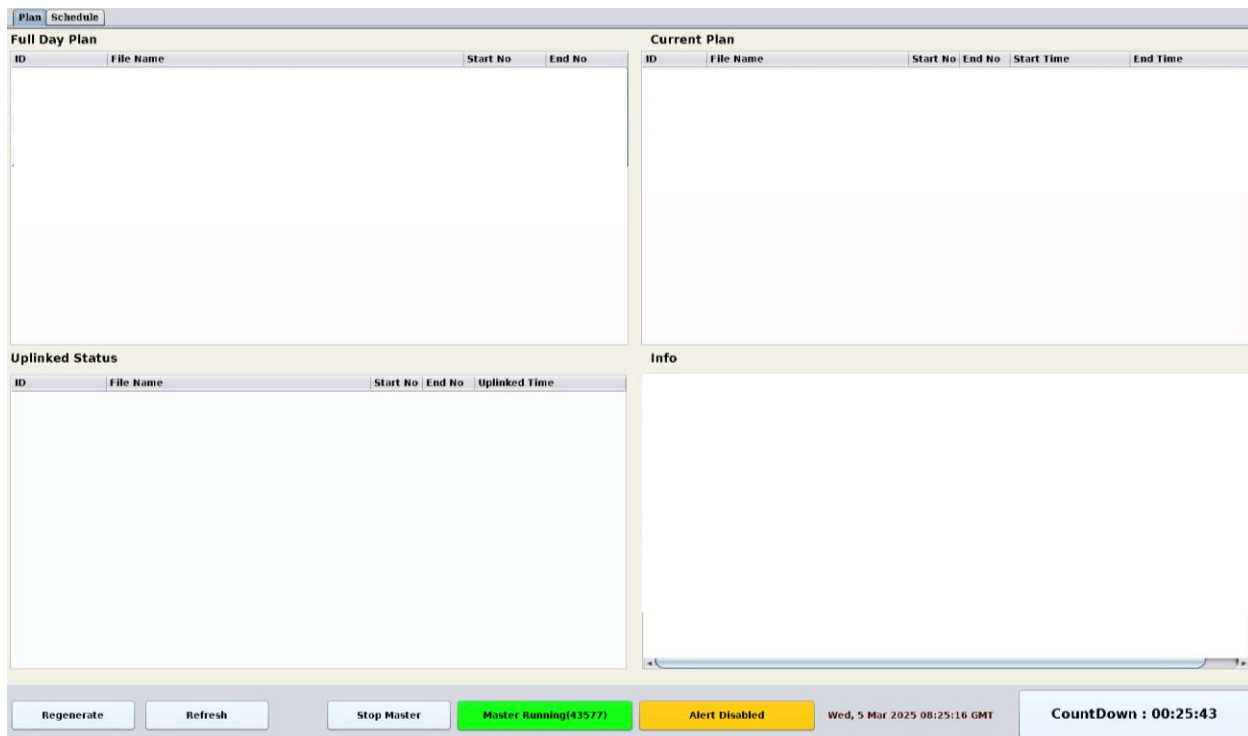 Plan Schedule
Full Day Plan
ID File Name Start No End No
Current Plan
ID File Name Start No End No Start Time End Time
Uplinked Status
ID File Name Start No End No Uplinked Time
Info
Regenerate Refresh Stop Master Master Running(43577) Alert Disabled Wed, 5 Mar 2025 08:25:16 GMT CountDown : 00:25:43